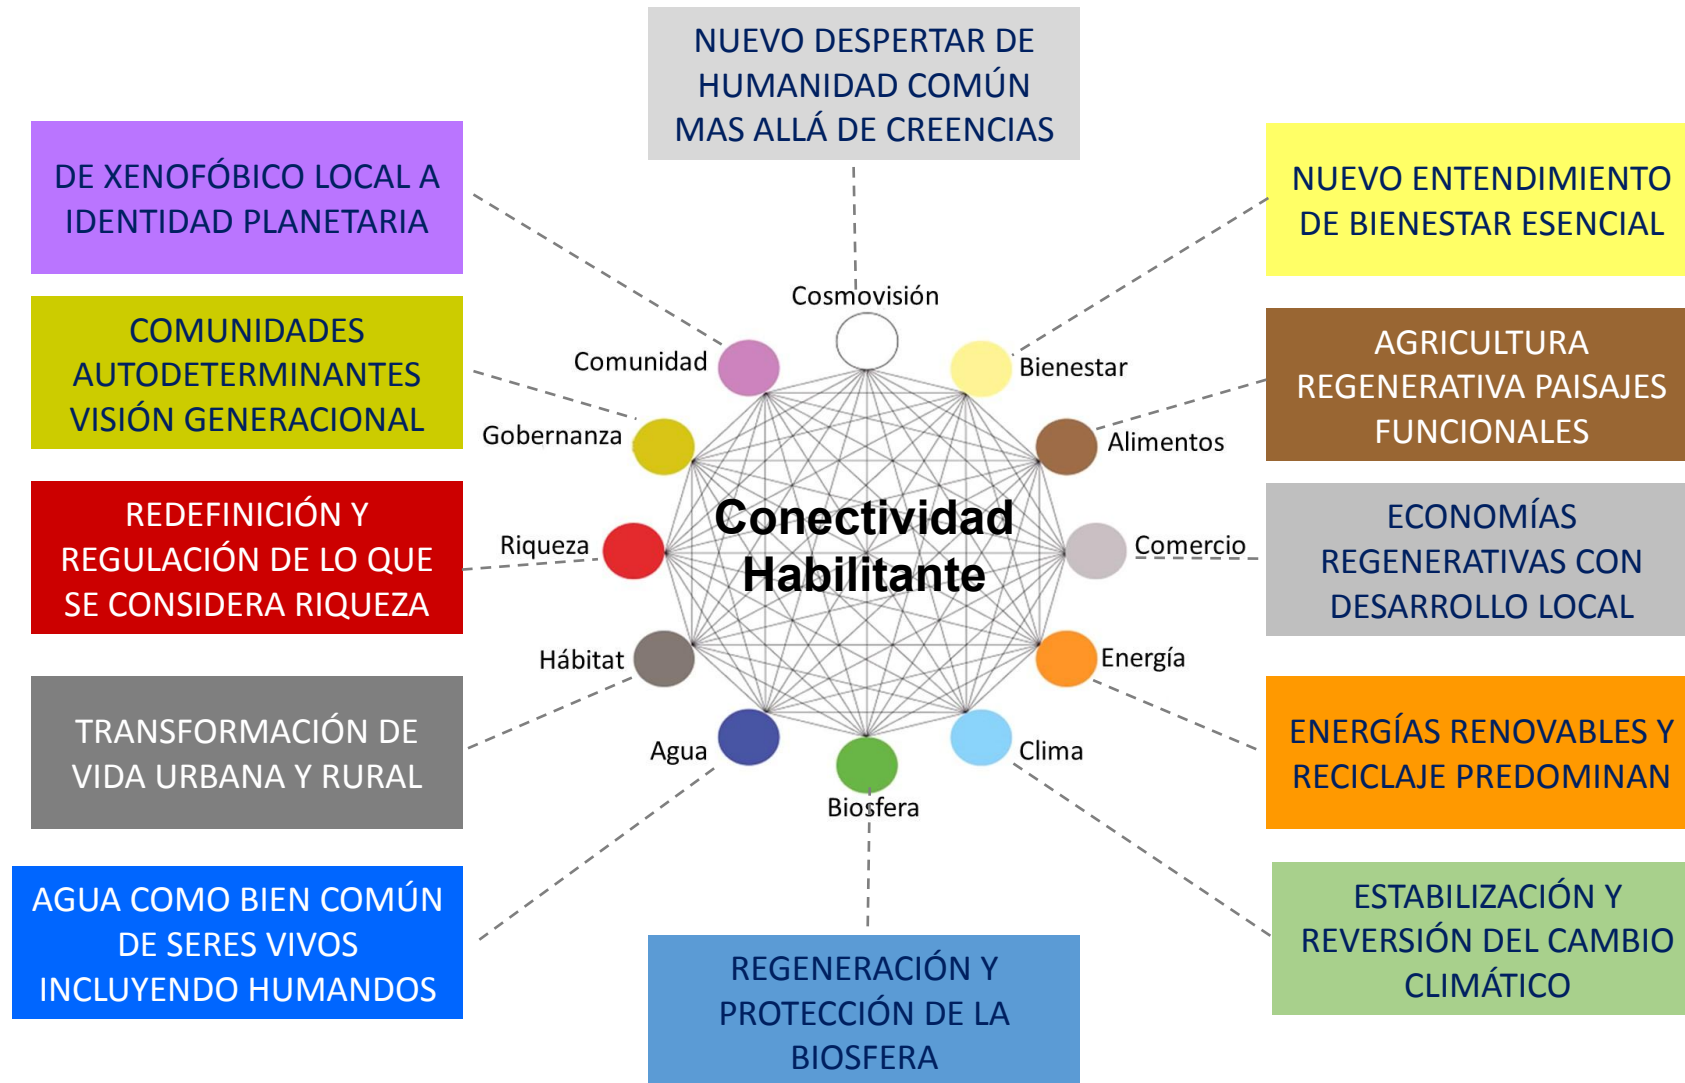 NUEVO DESPERTAR DE
HUMANIDAD COMÚN
MAS ALLÁ DE CREENCIAS
DE XENOFÓBICO LOCAL A
IDENTIDAD PLANETARIA
NUEVO ENTENDIMIENTO
DE BIENESTAR ESENCIAL
COMUNIDADES
AUTODETERMINANTES
VISIÓN GENERACIONAL
AGRICULTURA
REGENERATIVA PAISAJES
FUNCIONALES
REDEFINICIÓN Y
REGULACIÓN DE LO QUE
SE CONSIDERA RIQUEZA
ECONOMÍAS
REGENERATIVAS CON
DESARROLLO LOCAL
TRANSFORMACIÓN DE
VIDA URBANA Y RURAL
ENERGÍAS RENOVABLES Y
RECICLAJE PREDOMINAN
AGUA COMO BIEN COMÚN
DE SERES VIVOS
INCLUYENDO HUMANDOS
REGENERACIÓN Y
PROTECCIÓN DE LA
BIOSFERA
ESTABILIZACIÓN Y
REVERSIÓN DEL CAMBIO
CLIMÁTICO
Cosmovisión
Comunidad
Bienestar
Gobernanza
Alimentos
Riqueza
Conectividad
Habilitante
Comercio
Hábitat
Energía
Agua
Clima
Biosfera